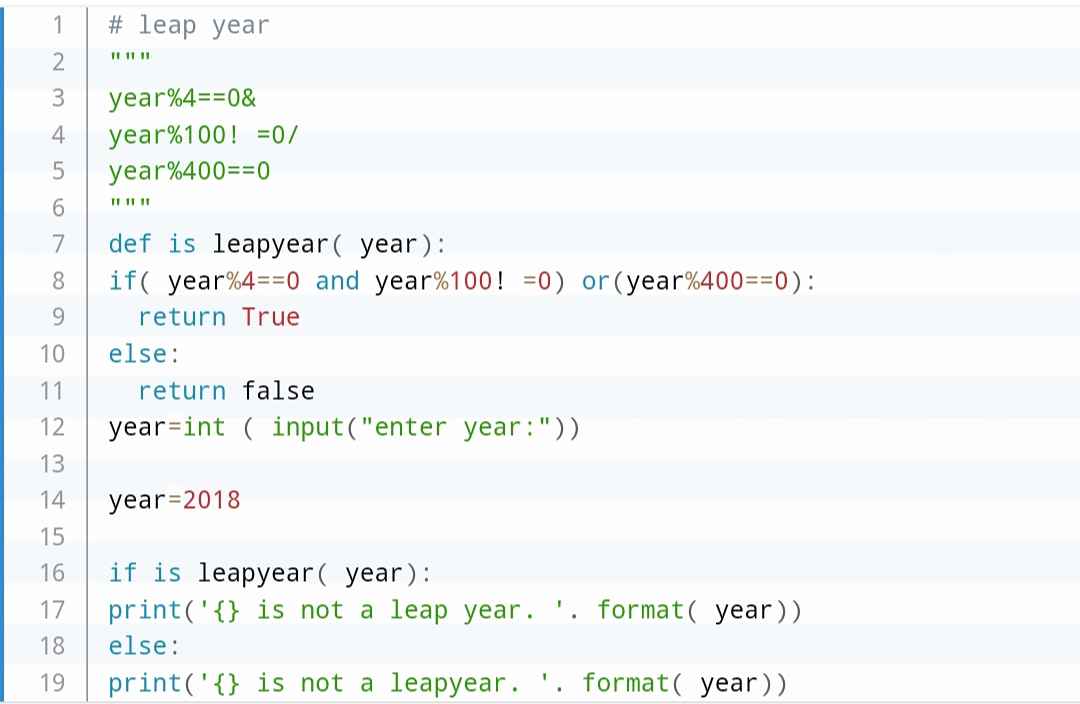 1 # leap year
2 """
3 year%4==0&
4 year%100! =0/
5 year%400==0
6 """
7 def is leapyear( year):
8 if( year%4==0 and year%100! =0) or(year%400==0):
9   return True
10 else:
11   return false
12 year=int ( input("enter year:"))
13
14 year=2018
15
16 if is leapyear( year):
17 print('{} is not a leap year. '. format( year))
18 else:
19 print('{} is not a leapyear. '. format( year))